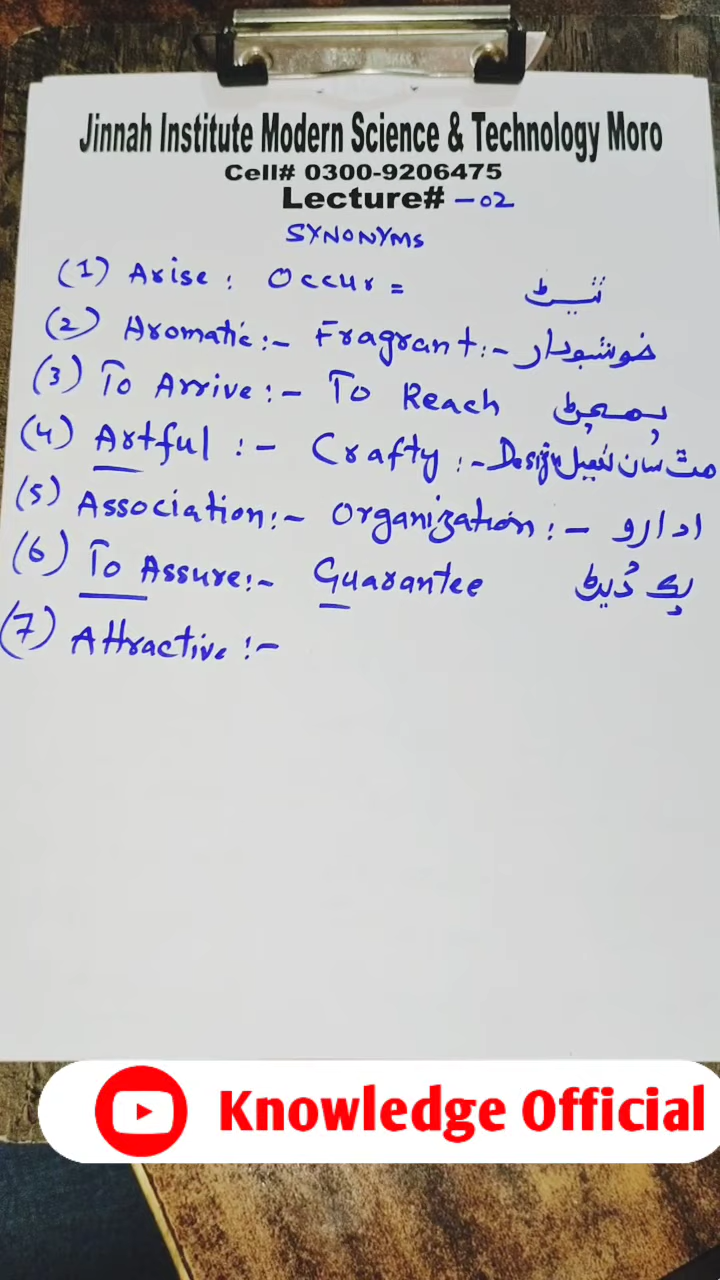 Jinnah Institute Modern Science & Technology Moro
Cell# 0300-9206475
Lecture# -02
SYNONYMS
(1) Arise: Occur =
(2) Aromatic:- Fragrant:- خوشبودار
(3) To Arrive:- To Reach
(4) Artful:- Crafty:- Design سان
(5) Association:- Organization:- ادارو
(6) To Assure:- Guarantee
(7) Attractive:-
Knowledge Official